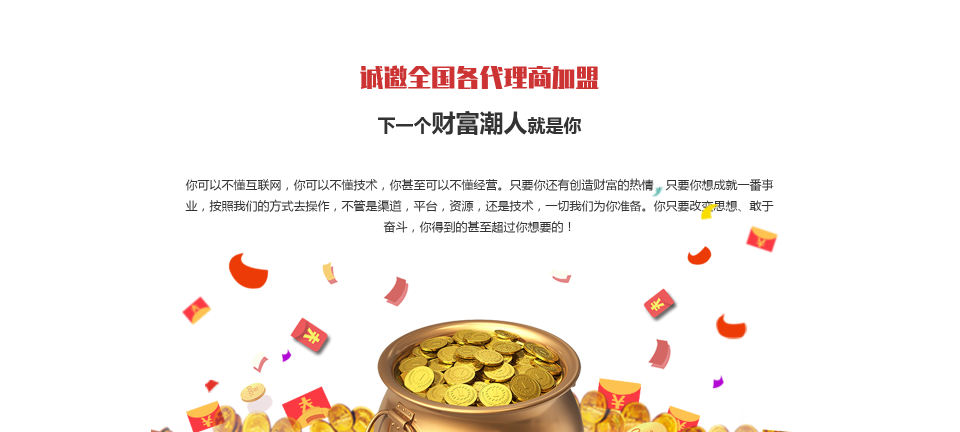 诚邀全国各代理商加盟
下一个财富潮人就是你
你可以不懂互联网，你可以不懂技术，你甚至可以不懂经营。只要你还有创造财富的热情，只要你想成就一番事
业，按照我们的方式去操作，不管是渠道，平台，资源，还是技术，一切我们为你准备。你只要改变思想、敢于
奋斗，你得到的甚至超过你想要的！